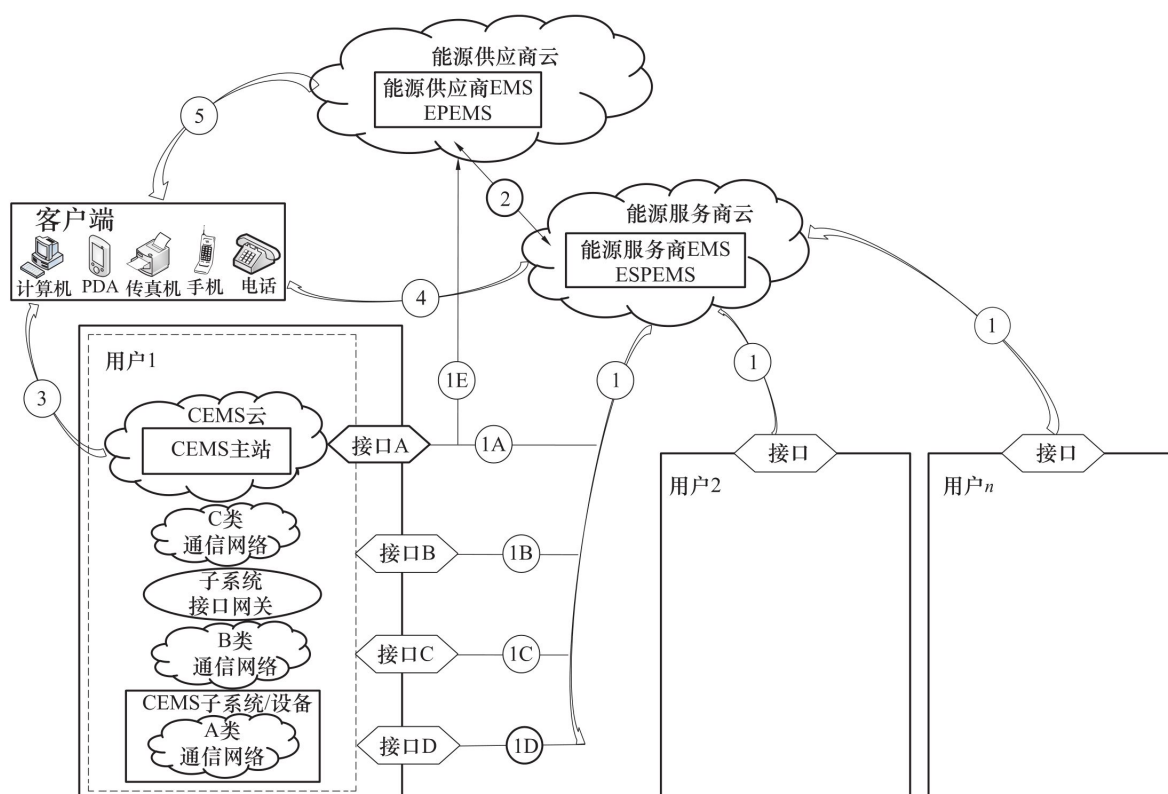 能源供应商云
能源供应商EMS
EPEMS
5
2
客户端
计算机 PDA 传真机 手机 电话
能源服务商云
能源服务商EMS
ESPEMS
4
1
1
1
3
用户1
1E
CEMS云
CEMS主站
接口A
1A
接口
接口
用户2
用户n
C类
通信网络
接口B
1B
子系统
接口网关
B类
通信网络
接口C
1C
CEMS子系统/设备
A类
通信网络
接口D
1D